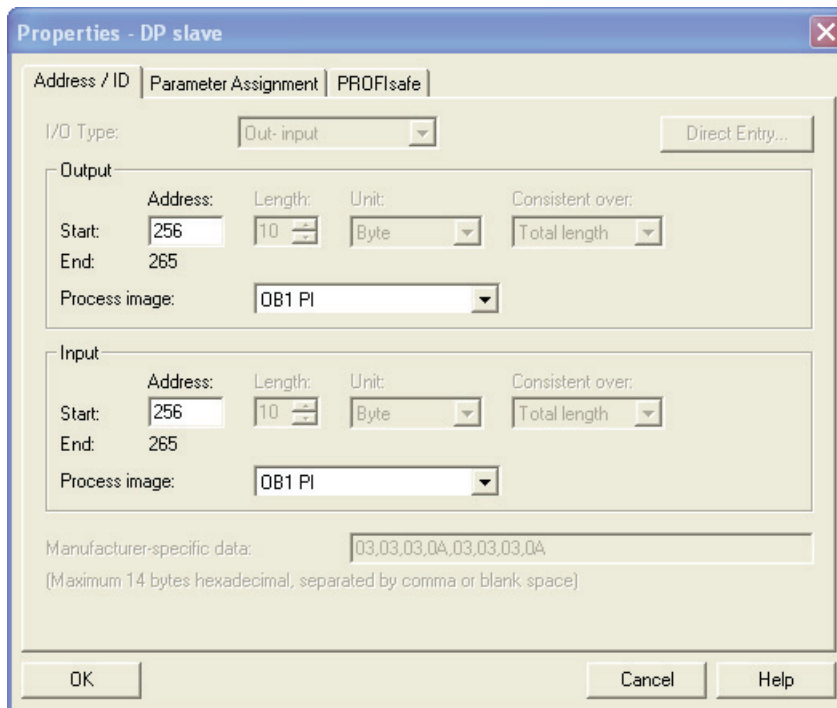 Properties - DP slave
Address / ID Parameter Assignment PROFIsafe
I/O Type: Out- input Direct Entry...
Output
Address: Length: Unit: Consistent over:
Start: 256 10 Byte Total length
End: 265
Process image: OB1 PI
Input
Address: Length: Unit: Consistent over:
Start: 256 10 Byte Total length
End: 265
Process image: OB1 PI
Manufacturer-specific data: 03,03,03,0A,03,03,03,0A
(Maximum 14 bytes hexadecimal, separated by comma or blank space)
OK Cancel Help